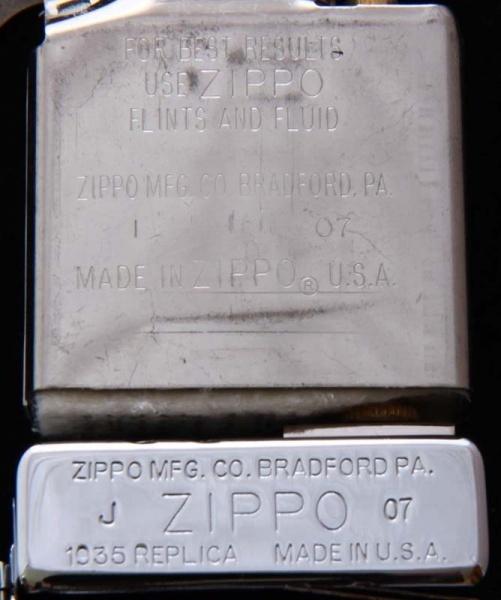 FOR BEST RESULTS
USE ZIPPO
FLINTS AND FLUID
ZIPPO MFG. CO. BRADFORD, PA.
I 07
MADE IN ZIPPO ® U.S.A.
ZIPPO MFG. CO. BRADFORD PA.
J ZIPPO 07
1935 REPLICA MADE IN U.S.A.